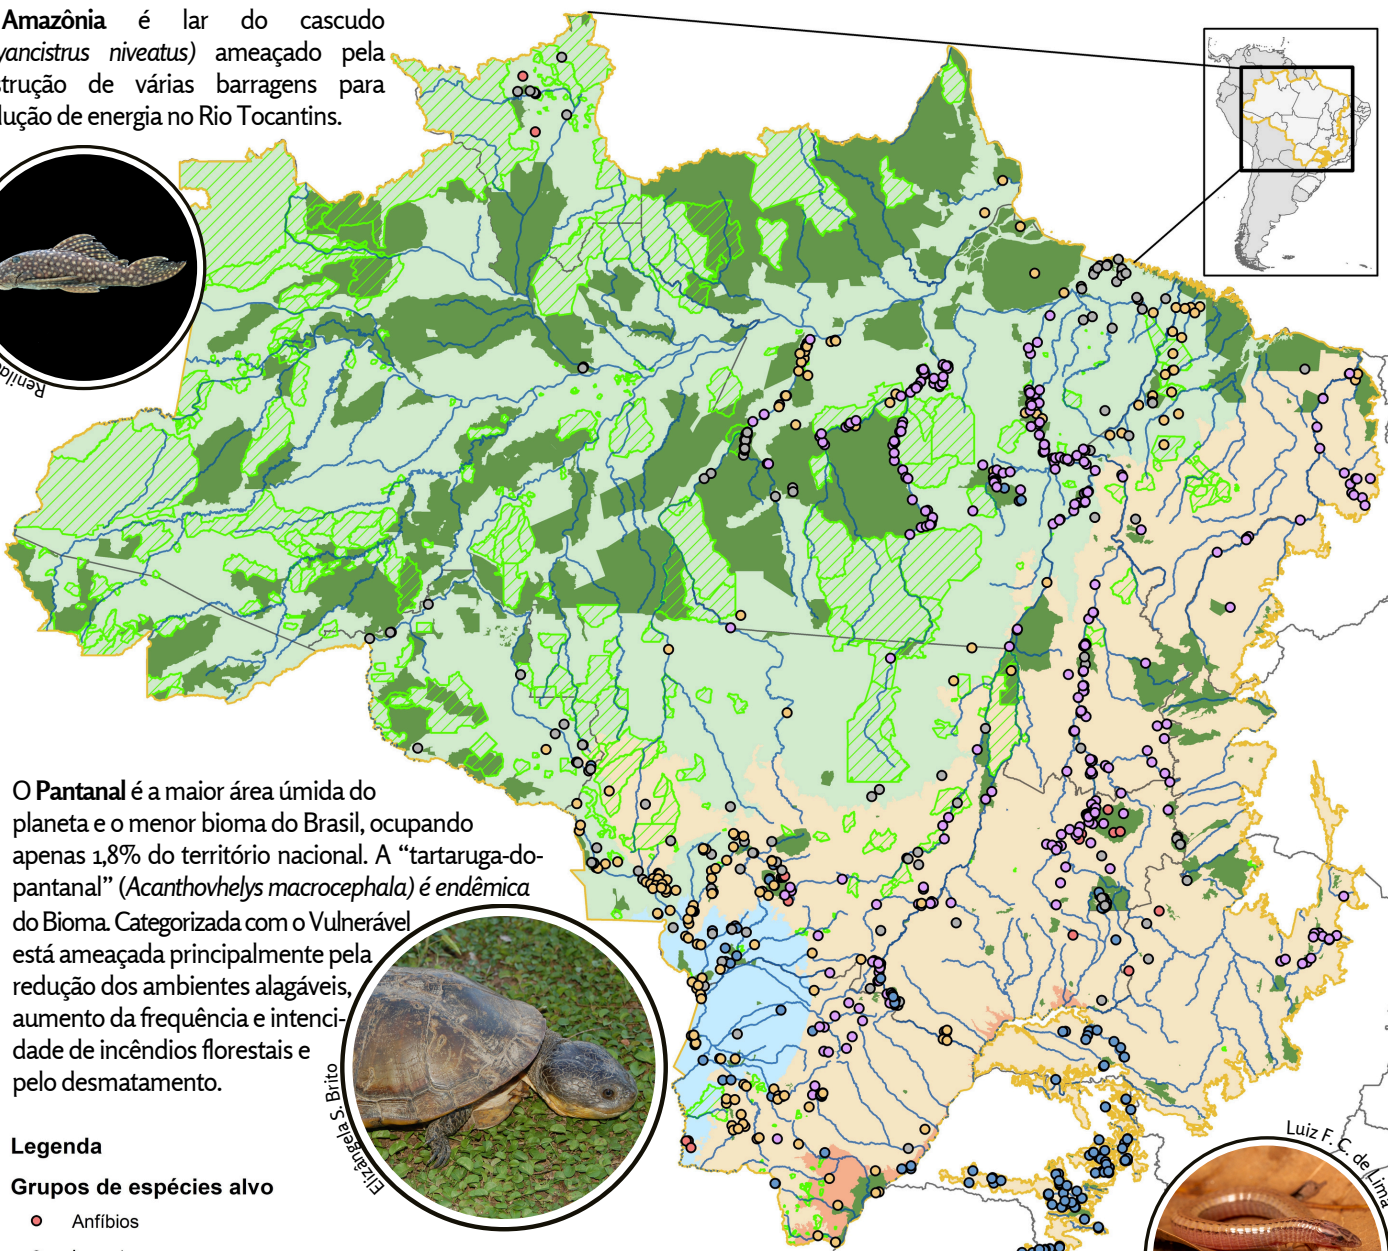 Amazônia é lar do cascudo
yancistrus niveatus) ameaçado pela
strução de várias barragens para
lução de energia no Rio Tocantins.
Renilda
O Pantanal é a maior área úmida do
planeta e o menor bioma do Brasil, ocupando
apenas 1,8% do território nacional. A “tartaruga-do-
pantanal” (Acanthovhelys macrocephala) é endêmica
do Bioma. Categorizada com o Vulnerável
está ameaçada principalmente pela
redução dos ambientes alagáveis,
aumento da frequência e intenci-
dade de incêndios florestais e
pelo desmatamento.
Elizângela S. Brito
Luiz F. C. de Lima
Legenda
Grupos de espécies alvo
Anfíbios